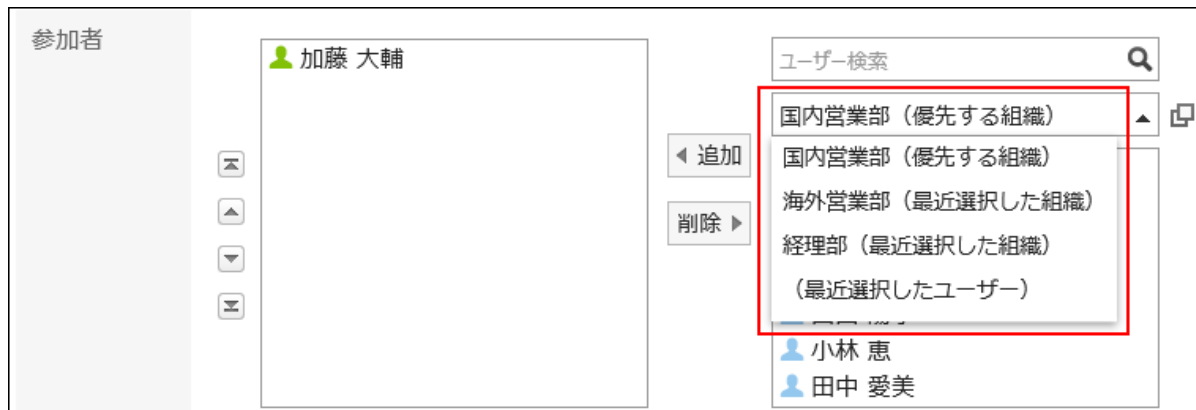 参加者
加藤 大輔
追加
削除
ユーザー検索
国内営業部（優先する組織）
国内営業部（優先する組織）
海外営業部（最近選択した組織）
経理部（最近選択した組織）
（最近選択したユーザー）
小林 恵
田中 愛美